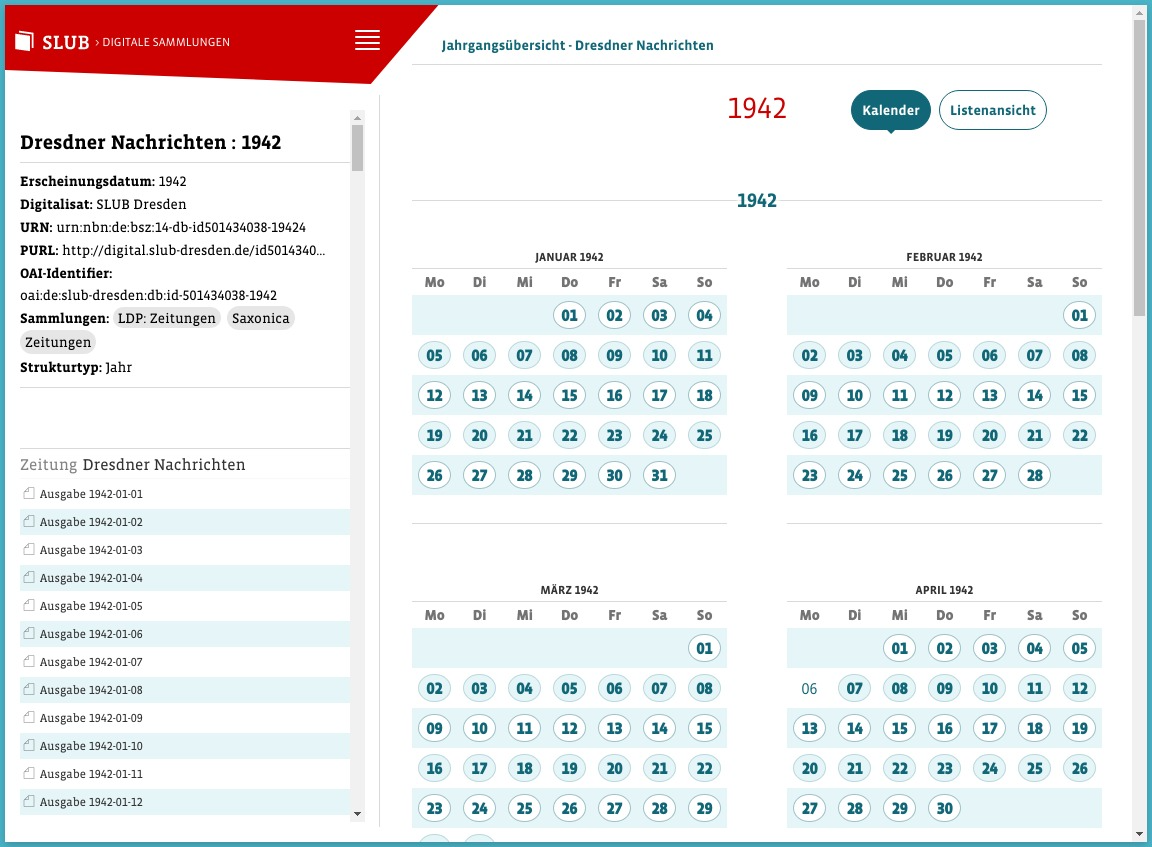 SLUB › DIGITALE SAMMLUNGEN
Dresdner Nachrichten : 1942
Erscheinungsdatum: 1942
Digitalisat: SLUB Dresden
URN: urn:nbn:de:bsz:14-db-id501434038-19424
PURL: http://digital.slub-dresden.de/id5014340...
OAI-Identifier:
oai:de:slub-dresden:db:id-501434038-1942
Sammlungen: LDP: Zeitungen Saxonica
Zeitungen
Strukturtyp: Jahr
Zeitung Dresdner Nachrichten
Ausgabe 1942-01-01
Ausgabe 1942-01-02
Ausgabe 1942-01-03
Ausgabe 1942-01-04
Ausgabe 1942-01-05
Ausgabe 1942-01-06
Ausgabe 1942-01-07
Ausgabe 1942-01-08
Ausgabe 1942-01-09
Ausgabe 1942-01-10
Ausgabe 1942-01-11
Ausgabe 1942-01-12
Jahrgangsübersicht - Dresdner Nachrichten
1942 Kalender Listenansicht
1942
JANUAR 1942
Mo Di Mi Do Fr Sa So
01 02 03 04
05 06 07 08 09 10 11
12 13 14 15 16 17 18
19 20 21 22 23 24 25
26 27 28 29 30 31
FEBRUAR 1942
Mo Di Mi Do Fr Sa So
01
02 03 04 05 06 07 08
09 10 11 12 13 14 15
16 17 18 19 20 21 22
23 24 25 26 27 28
MÄRZ 1942
Mo Di Mi Do Fr Sa So
01
02 03 04 05 06 07 08
09 10 11 12 13 14 15
16 17 18 19 20 21 22
23 24 25 26 27 28 29
APRIL 1942
Mo Di Mi Do Fr Sa So
01 02 03 04 05
06 07 08 09 10 11 12
13 14 15 16 17 18 19
20 21 22 23 24 25 26
27 28 29 30